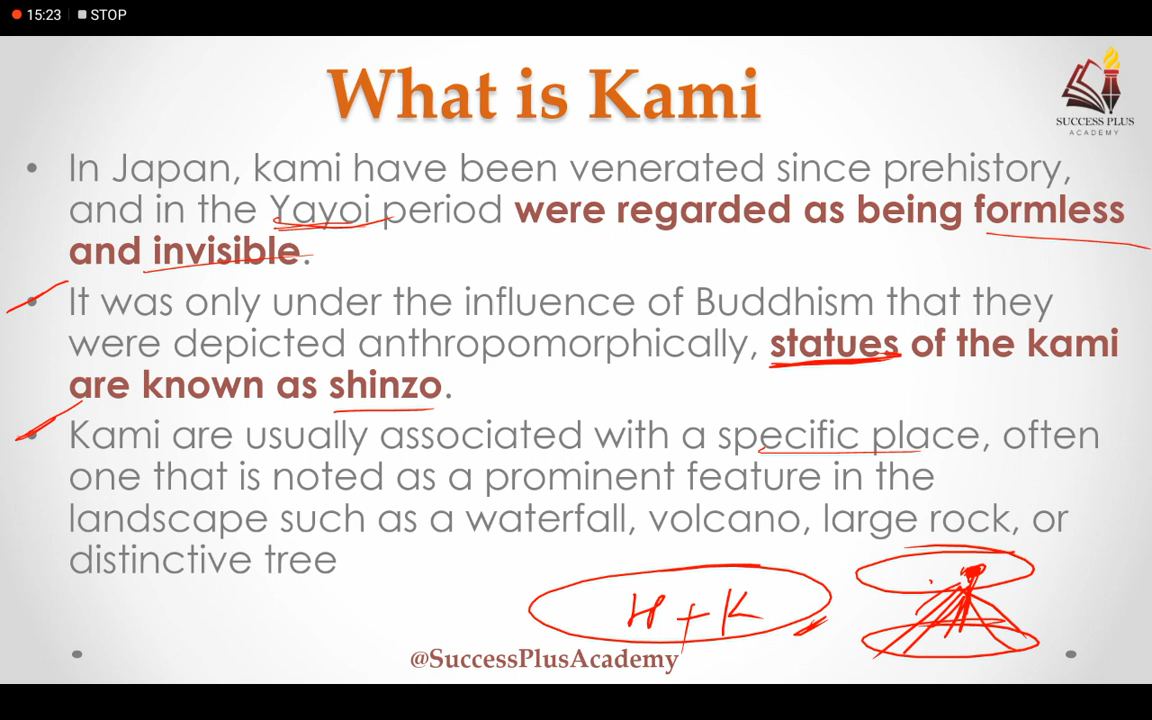 15:23 STOP
What is Kami
SUCCESS PLUS
ACADEMY
• In Japan, kami have been venerated since prehistory,
and in the Yayoi period were regarded as being formless
and invisible.
• It was only under the influence of Buddhism that they
were depicted anthropomorphically, statues of the kami
are known as shinzo.
• Kami are usually associated with a specific place, often
one that is noted as a prominent feature in the
landscape such as a waterfall, volcano, large rock, or
distinctive tree
H + K
@SuccessPlusAcademy